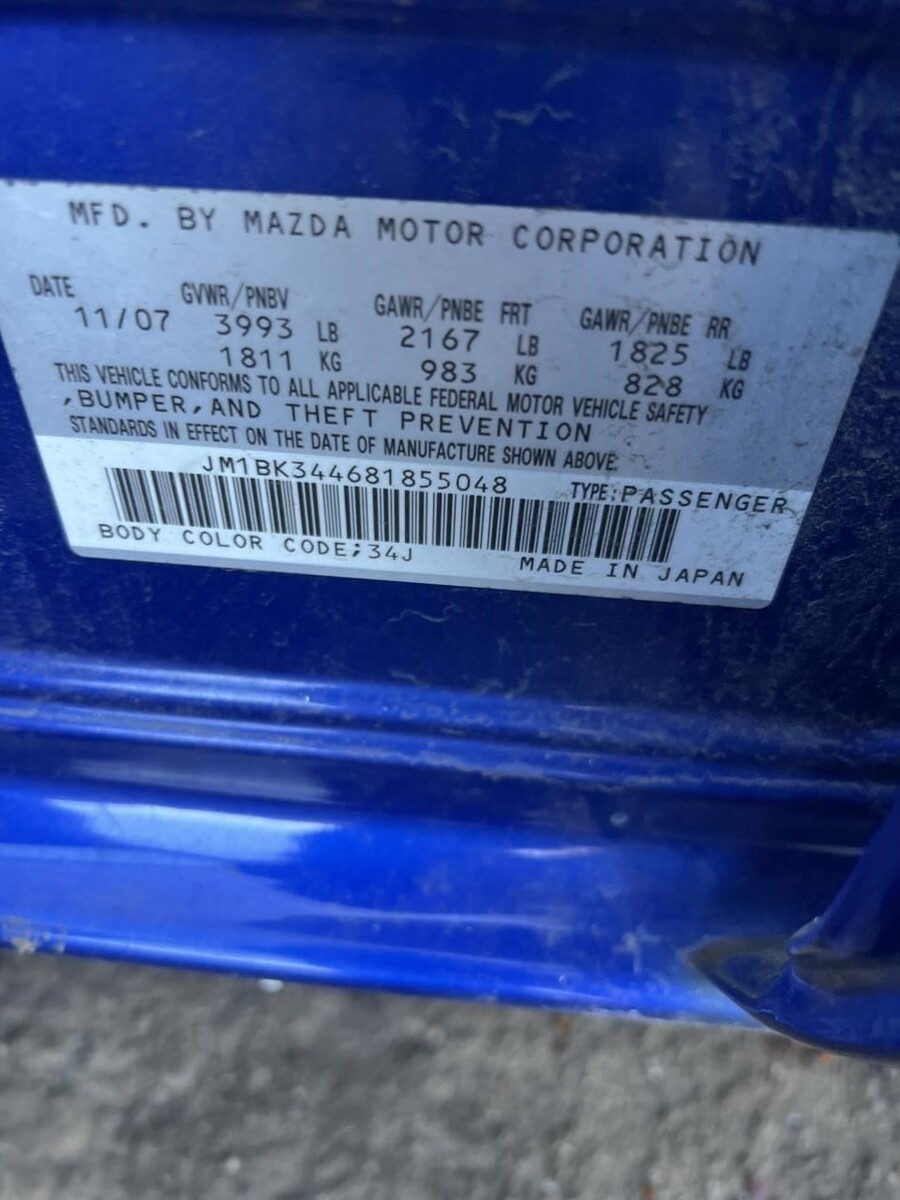 MFD. BY MAZDA MOTOR CORPORATION
DATE GVWR/PNBV GAWR/PNBE FRT GAWR/PNBE RR
11/07 3993 LB 2167 LB 1825 LB
1811 KG 983 KG 828 KG
THIS VEHICLE CONFORMS TO ALL APPLICABLE FEDERAL MOTOR VEHICLE SAFETY
,BUMPER,AND THEFT PREVENTION
STANDARDS IN EFFECT ON THE DATE OF MANUFACTURE SHOWN ABOVE.
JM1BK344681855048 TYPE:PASSENGER
BODY COLOR CODE;34J MADE IN JAPAN